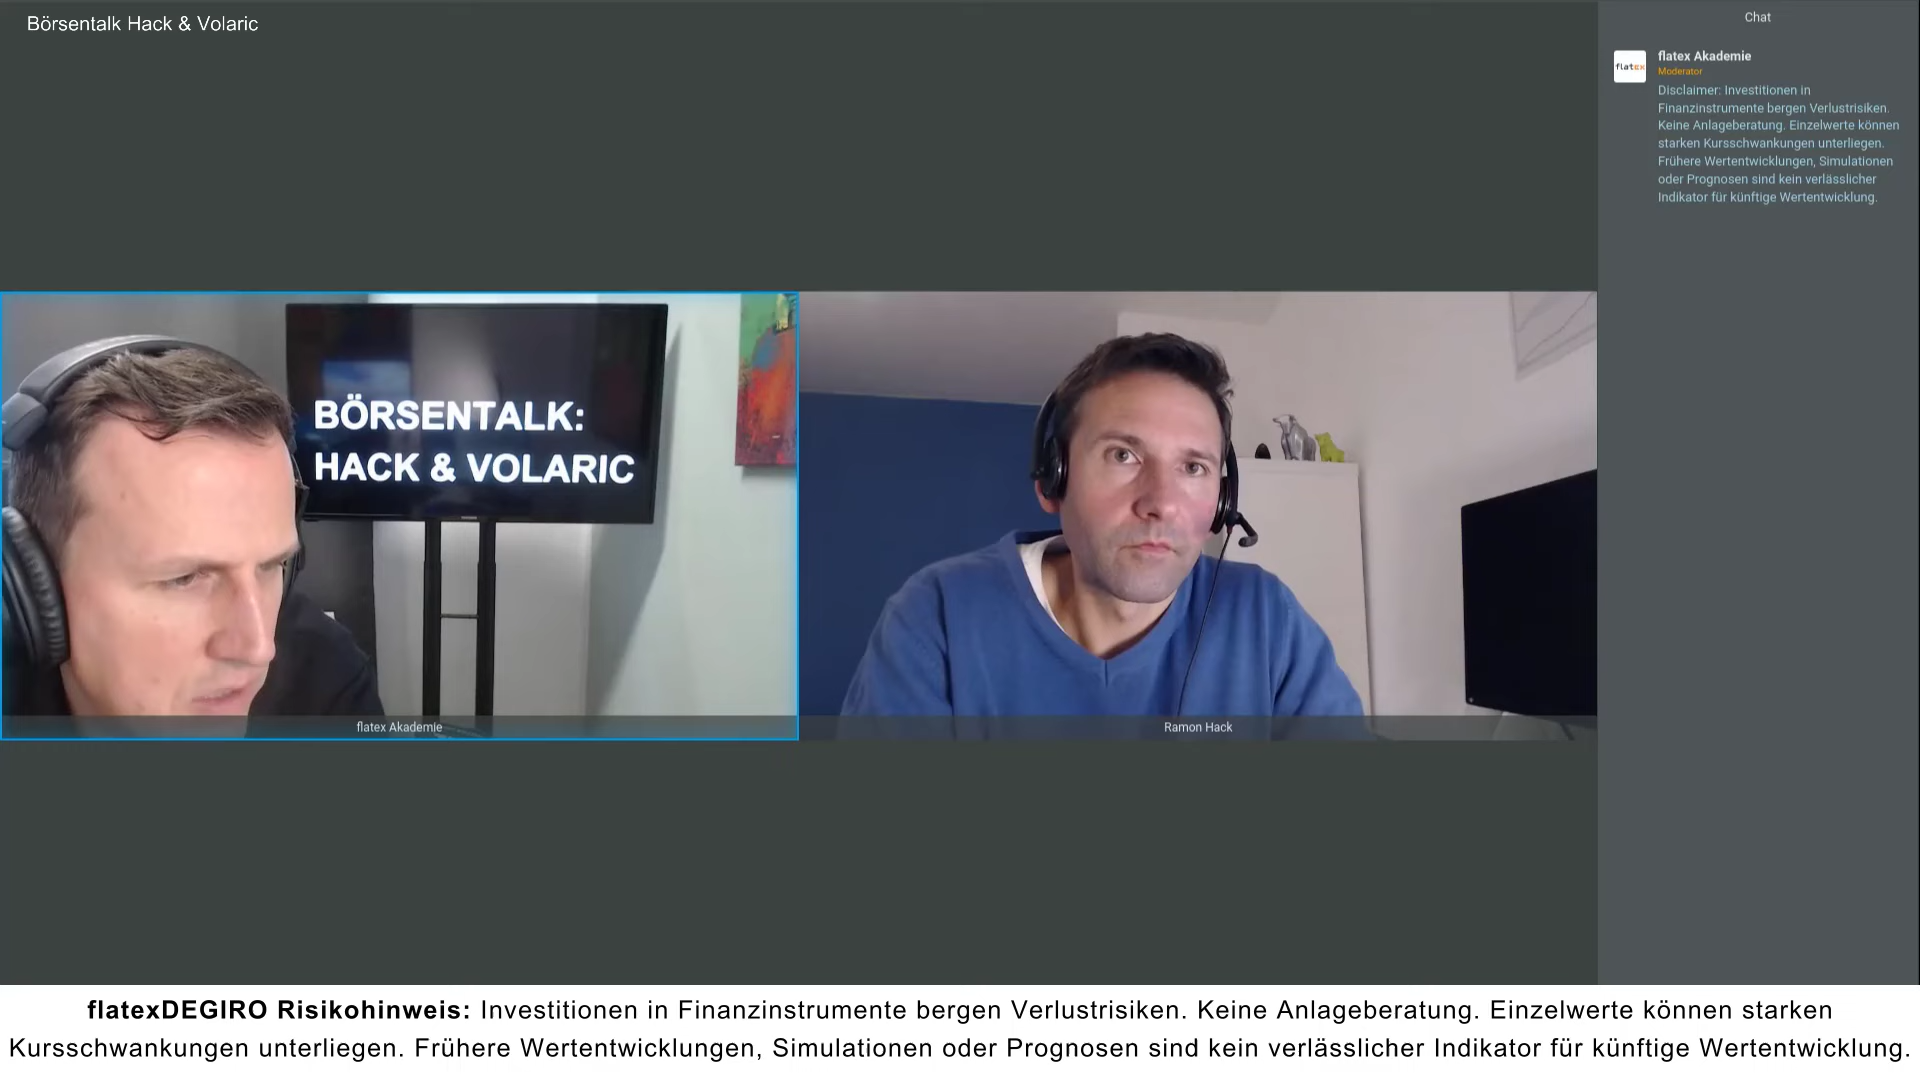 Börsentalk Hack & Volaric
Chat
flatex
flatex Akademie
Moderator
Disclaimer: Investitionen in
Finanzinstrumente bergen Verlustrisiken.
Keine Anlageberatung. Einzelwerte können
starken Kursschwankungen unterliegen.
Frühere Wertentwicklungen, Simulationen
oder Prognosen sind kein verlässlicher
Indikator für künftige Wertentwicklung.
BÖRSENTALK:
HACK & VOLARIC
flatex Akademie
Ramon Hack
flatexDEGIRO Risikohinweis: Investitionen in Finanzinstrumente bergen Verlustrisiken. Keine Anlageberatung. Einzelwerte können starken
Kursschwankungen unterliegen. Frühere Wertentwicklungen, Simulationen oder Prognosen sind kein verlässlicher Indikator für künftige Wertentwicklung.